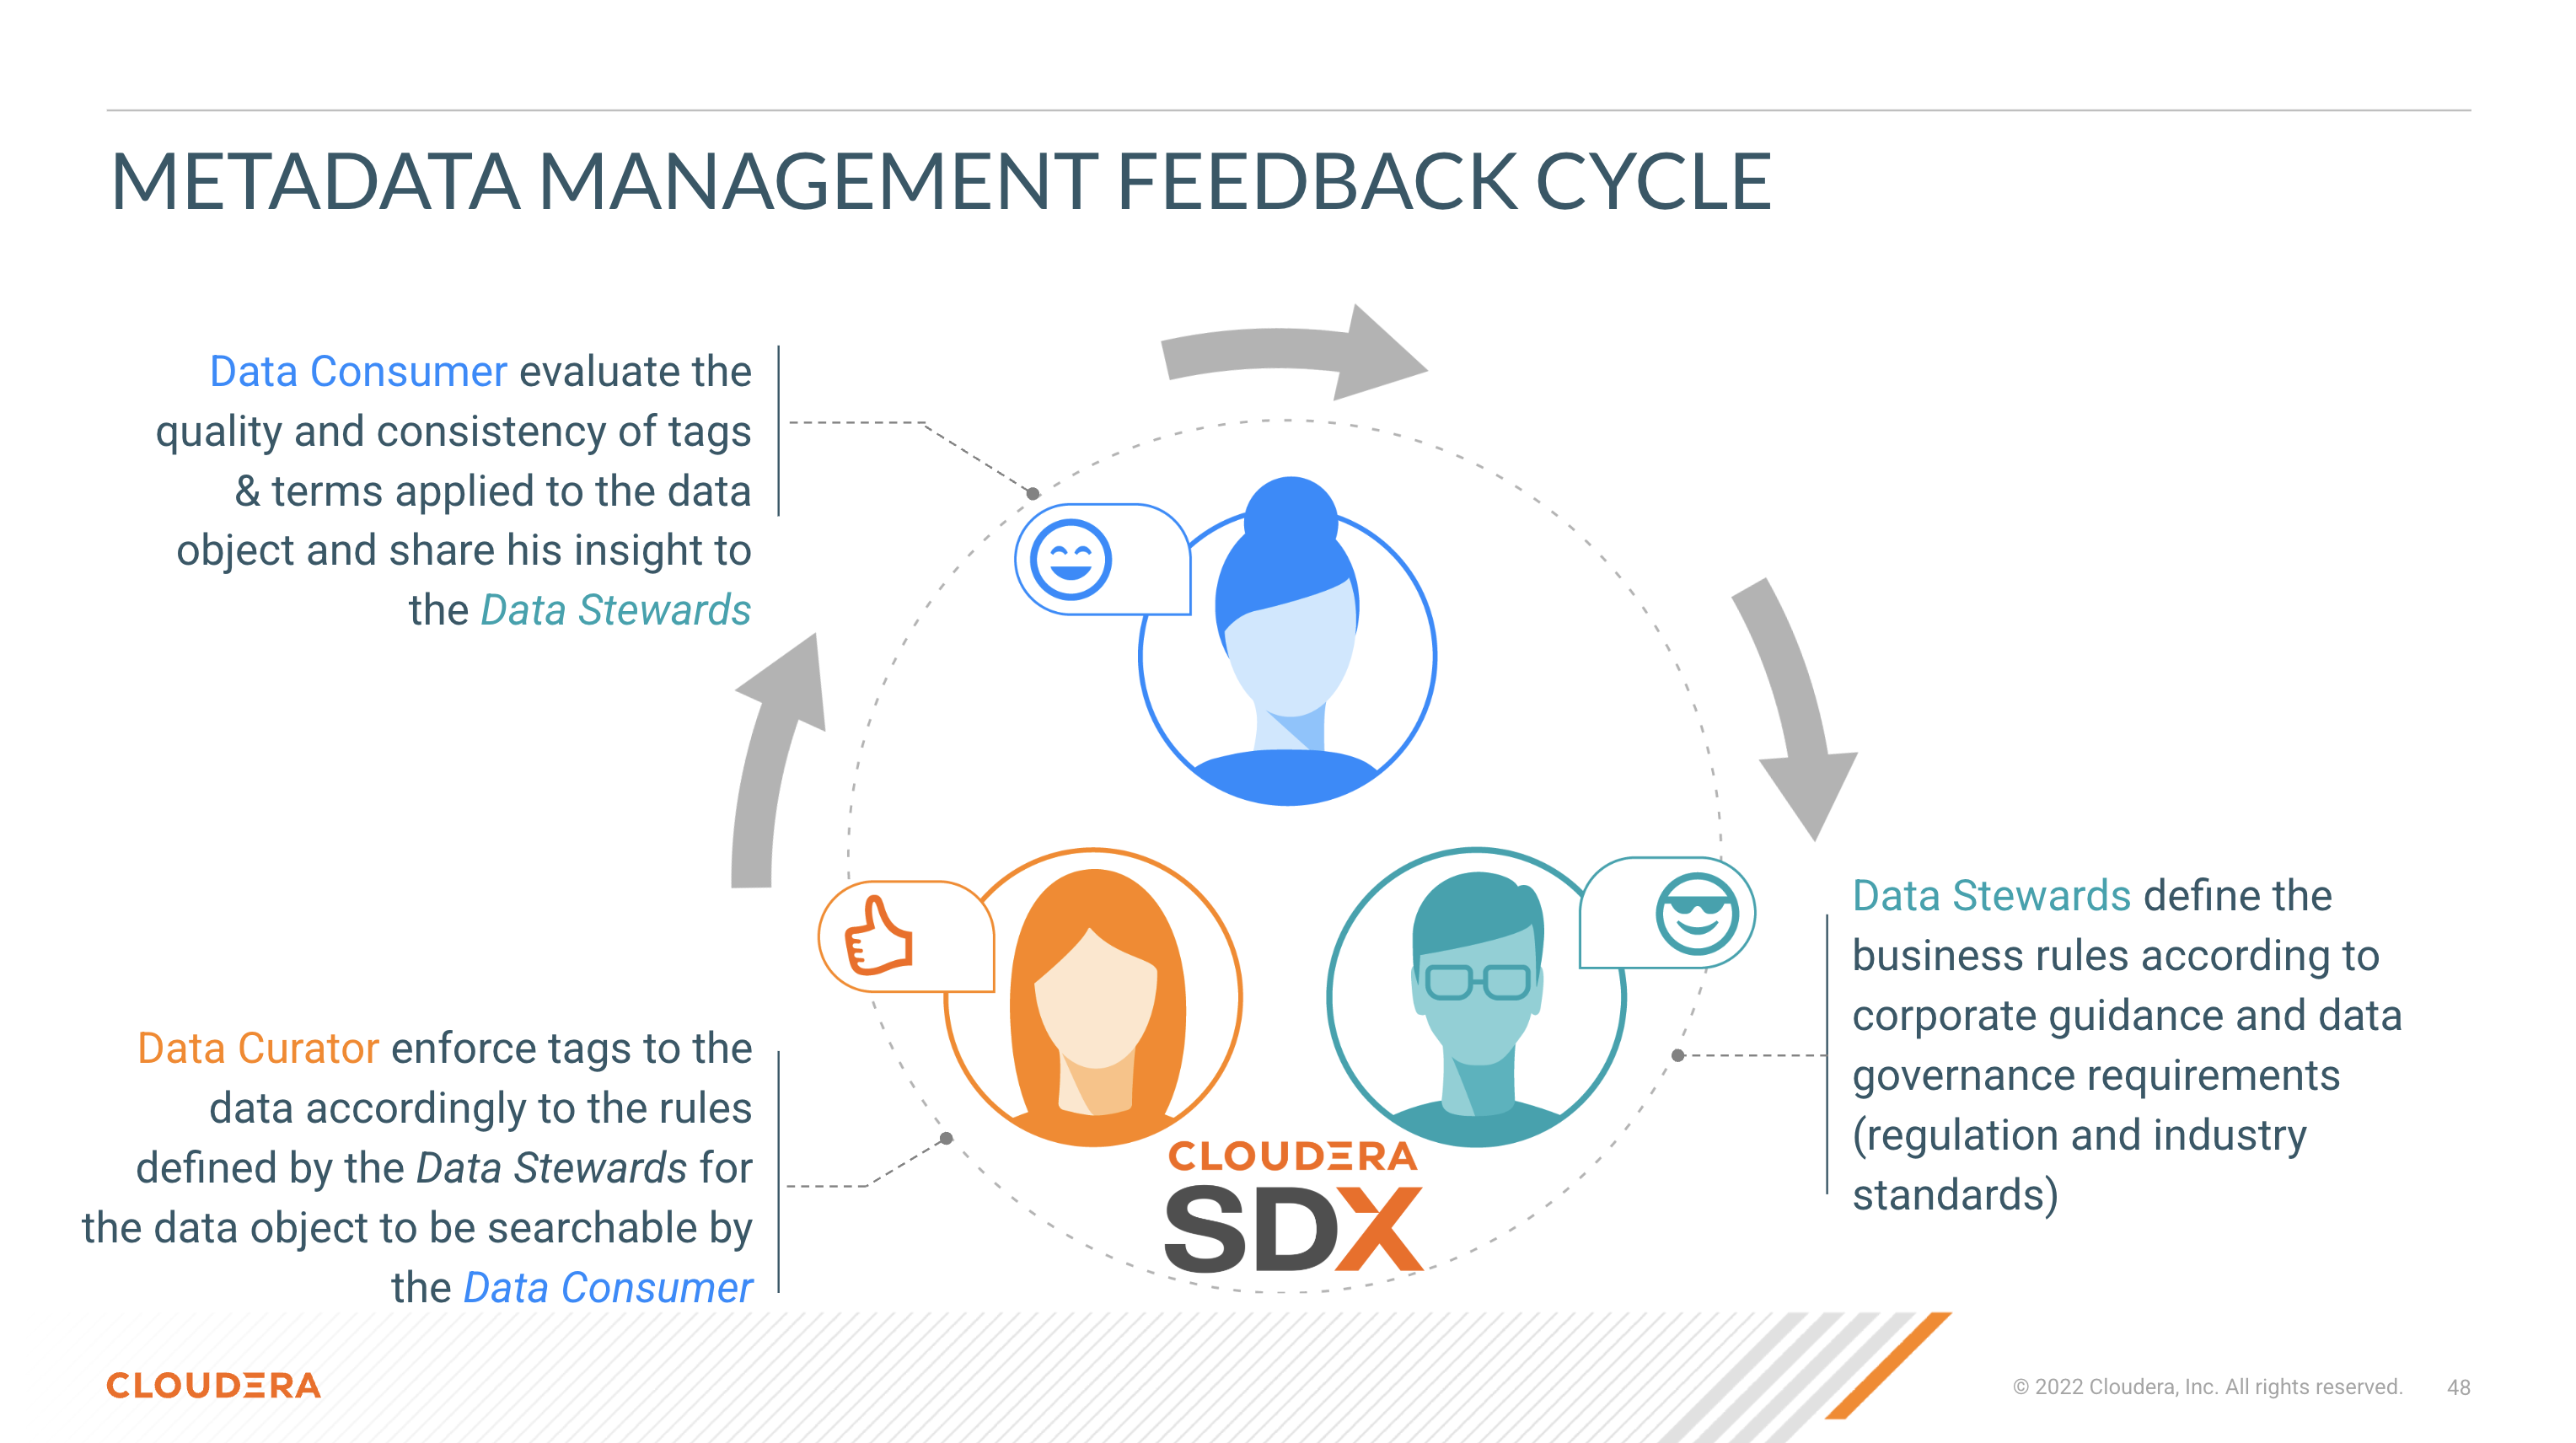 METADATA MANAGEMENT FEEDBACK CYCLE
Data Consumer evaluate the
quality and consistency of tags
& terms applied to the data
object and share his insight to
the Data Stewards
Data Stewards define the
business rules according to
corporate guidance and data
governance requirements
(regulation and industry
standards)
Data Curator enforce tags to the
data accordingly to the rules
defined by the Data Stewards for
the data object to be searchable by
the Data Consumer
CLOUDERA
SDX
CLOUDERA
© 2022 Cloudera, Inc. All rights reserved. 48